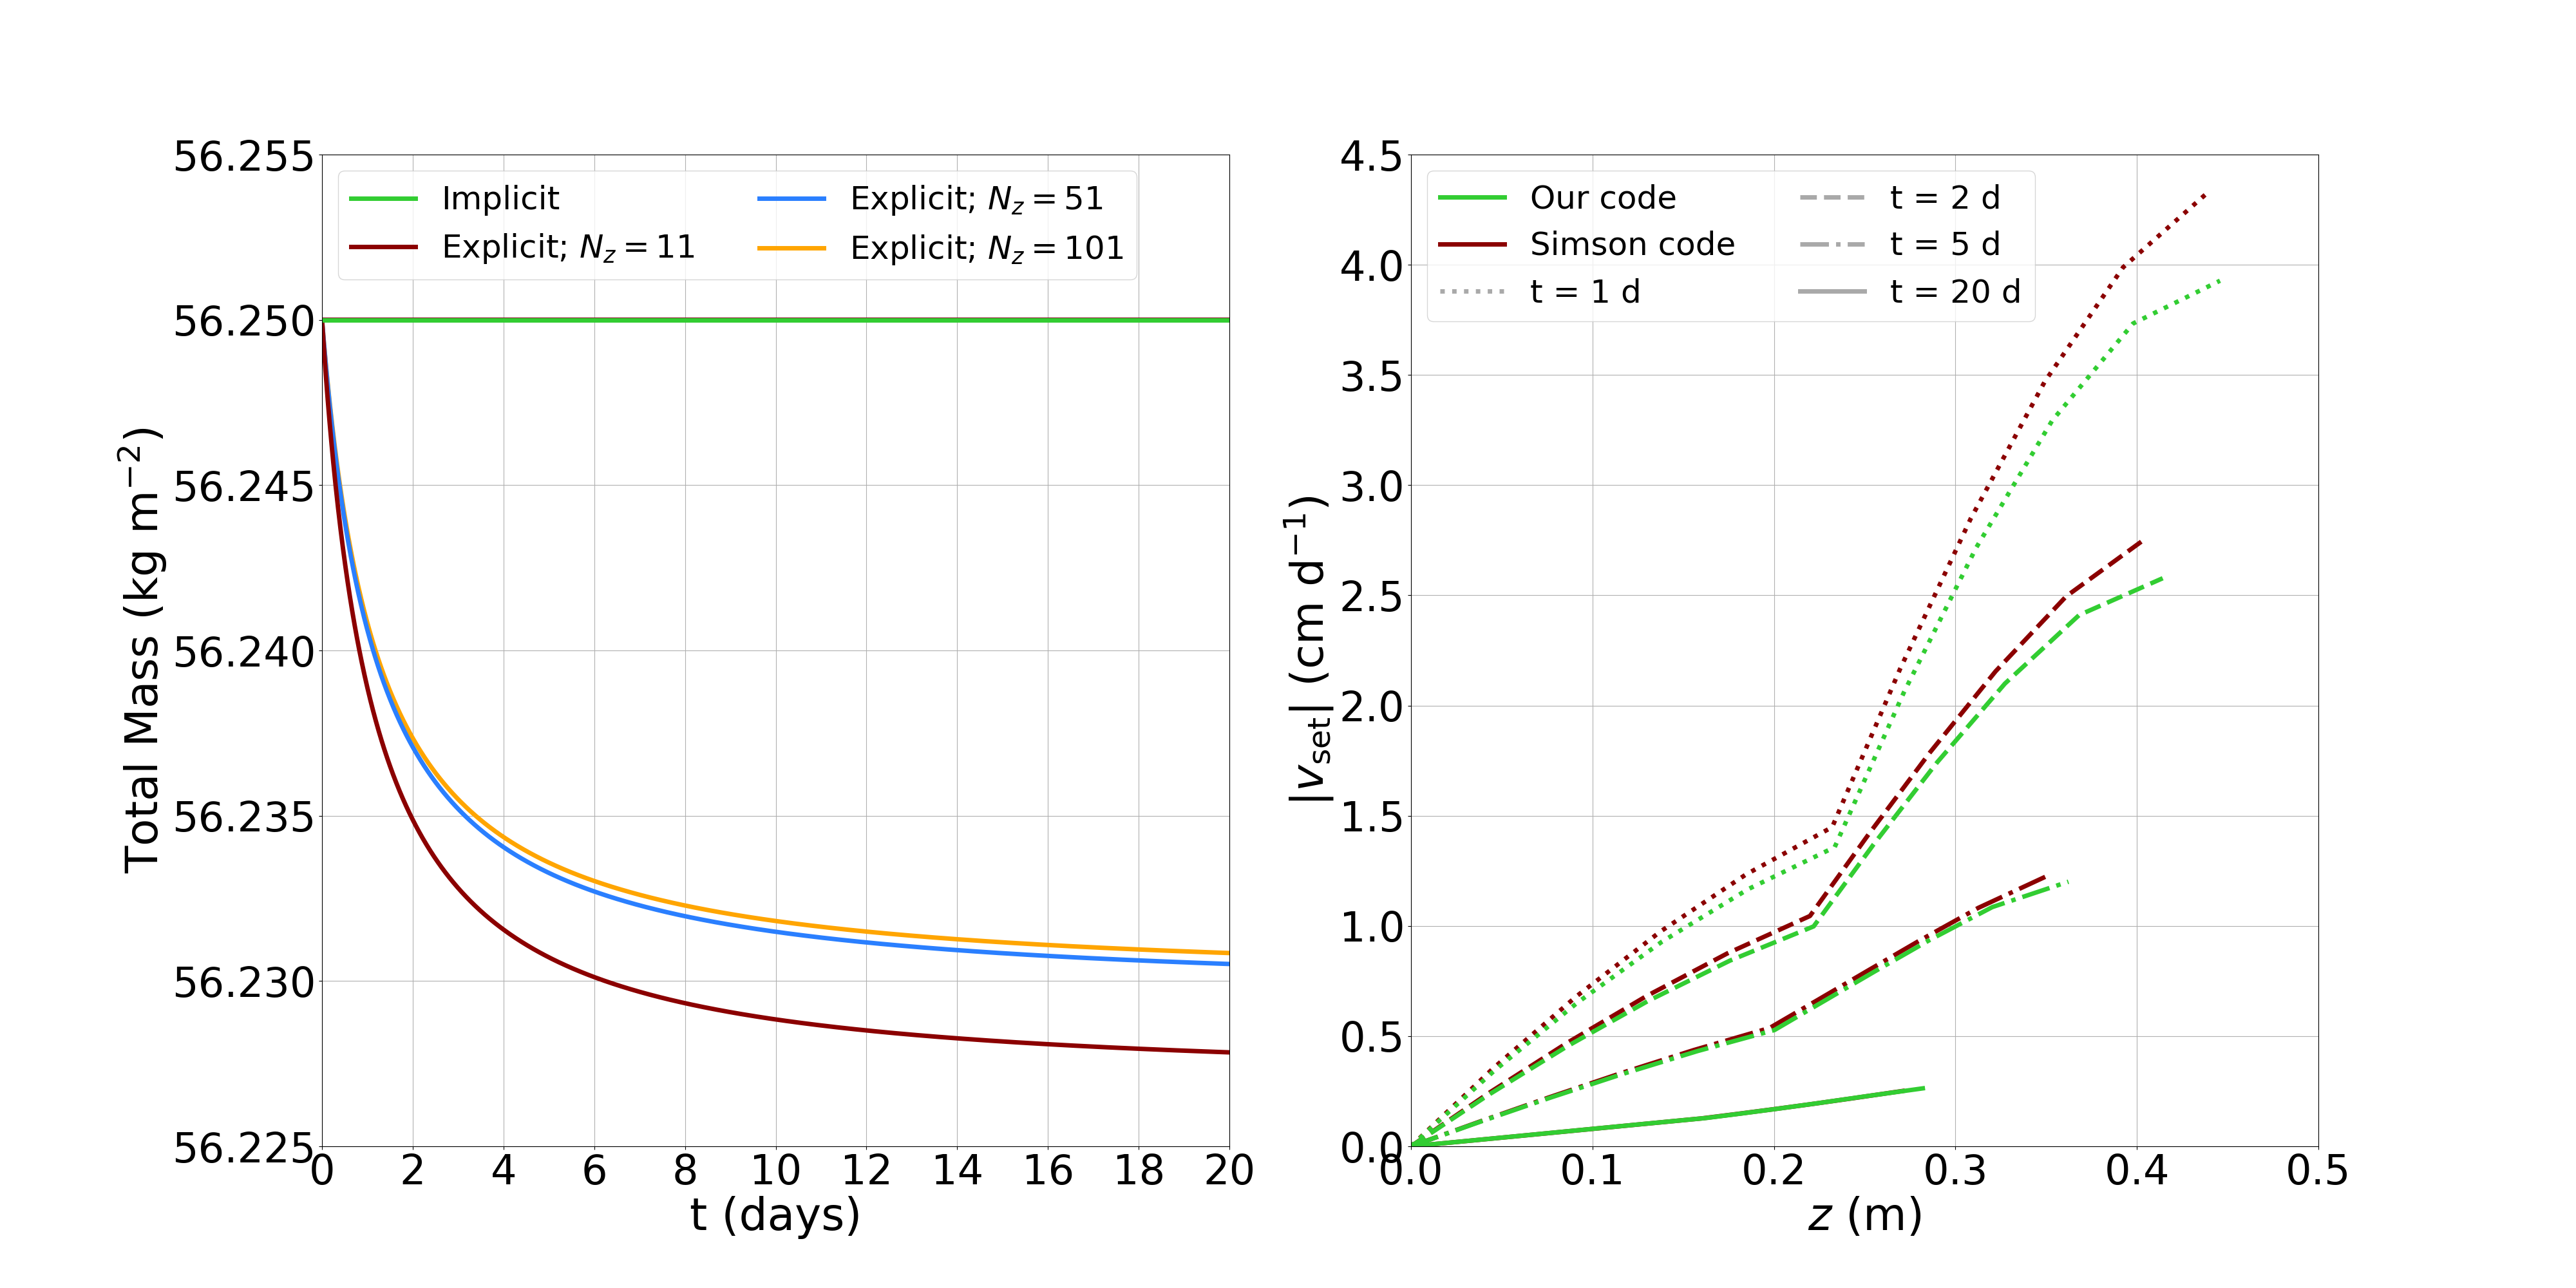 56.255
56.250
56.245
56.240
56.235
56.230
56.225
Total Mass (kg m⁻²)
Implicit
Explicit; N_z = 11
Explicit; N_z = 51
Explicit; N_z = 101
0 2 4 6 8 10 12 14 16 18 20
t (days)
4.5
4.0
3.5
3.0
2.5
2.0
1.5
1.0
0.5
0.0
|v_set| (cm d⁻¹)
Our code
Simson code
t = 1 d
t = 2 d
t = 5 d
t = 20 d
0.0 0.1 0.2 0.3 0.4 0.5
z (m)